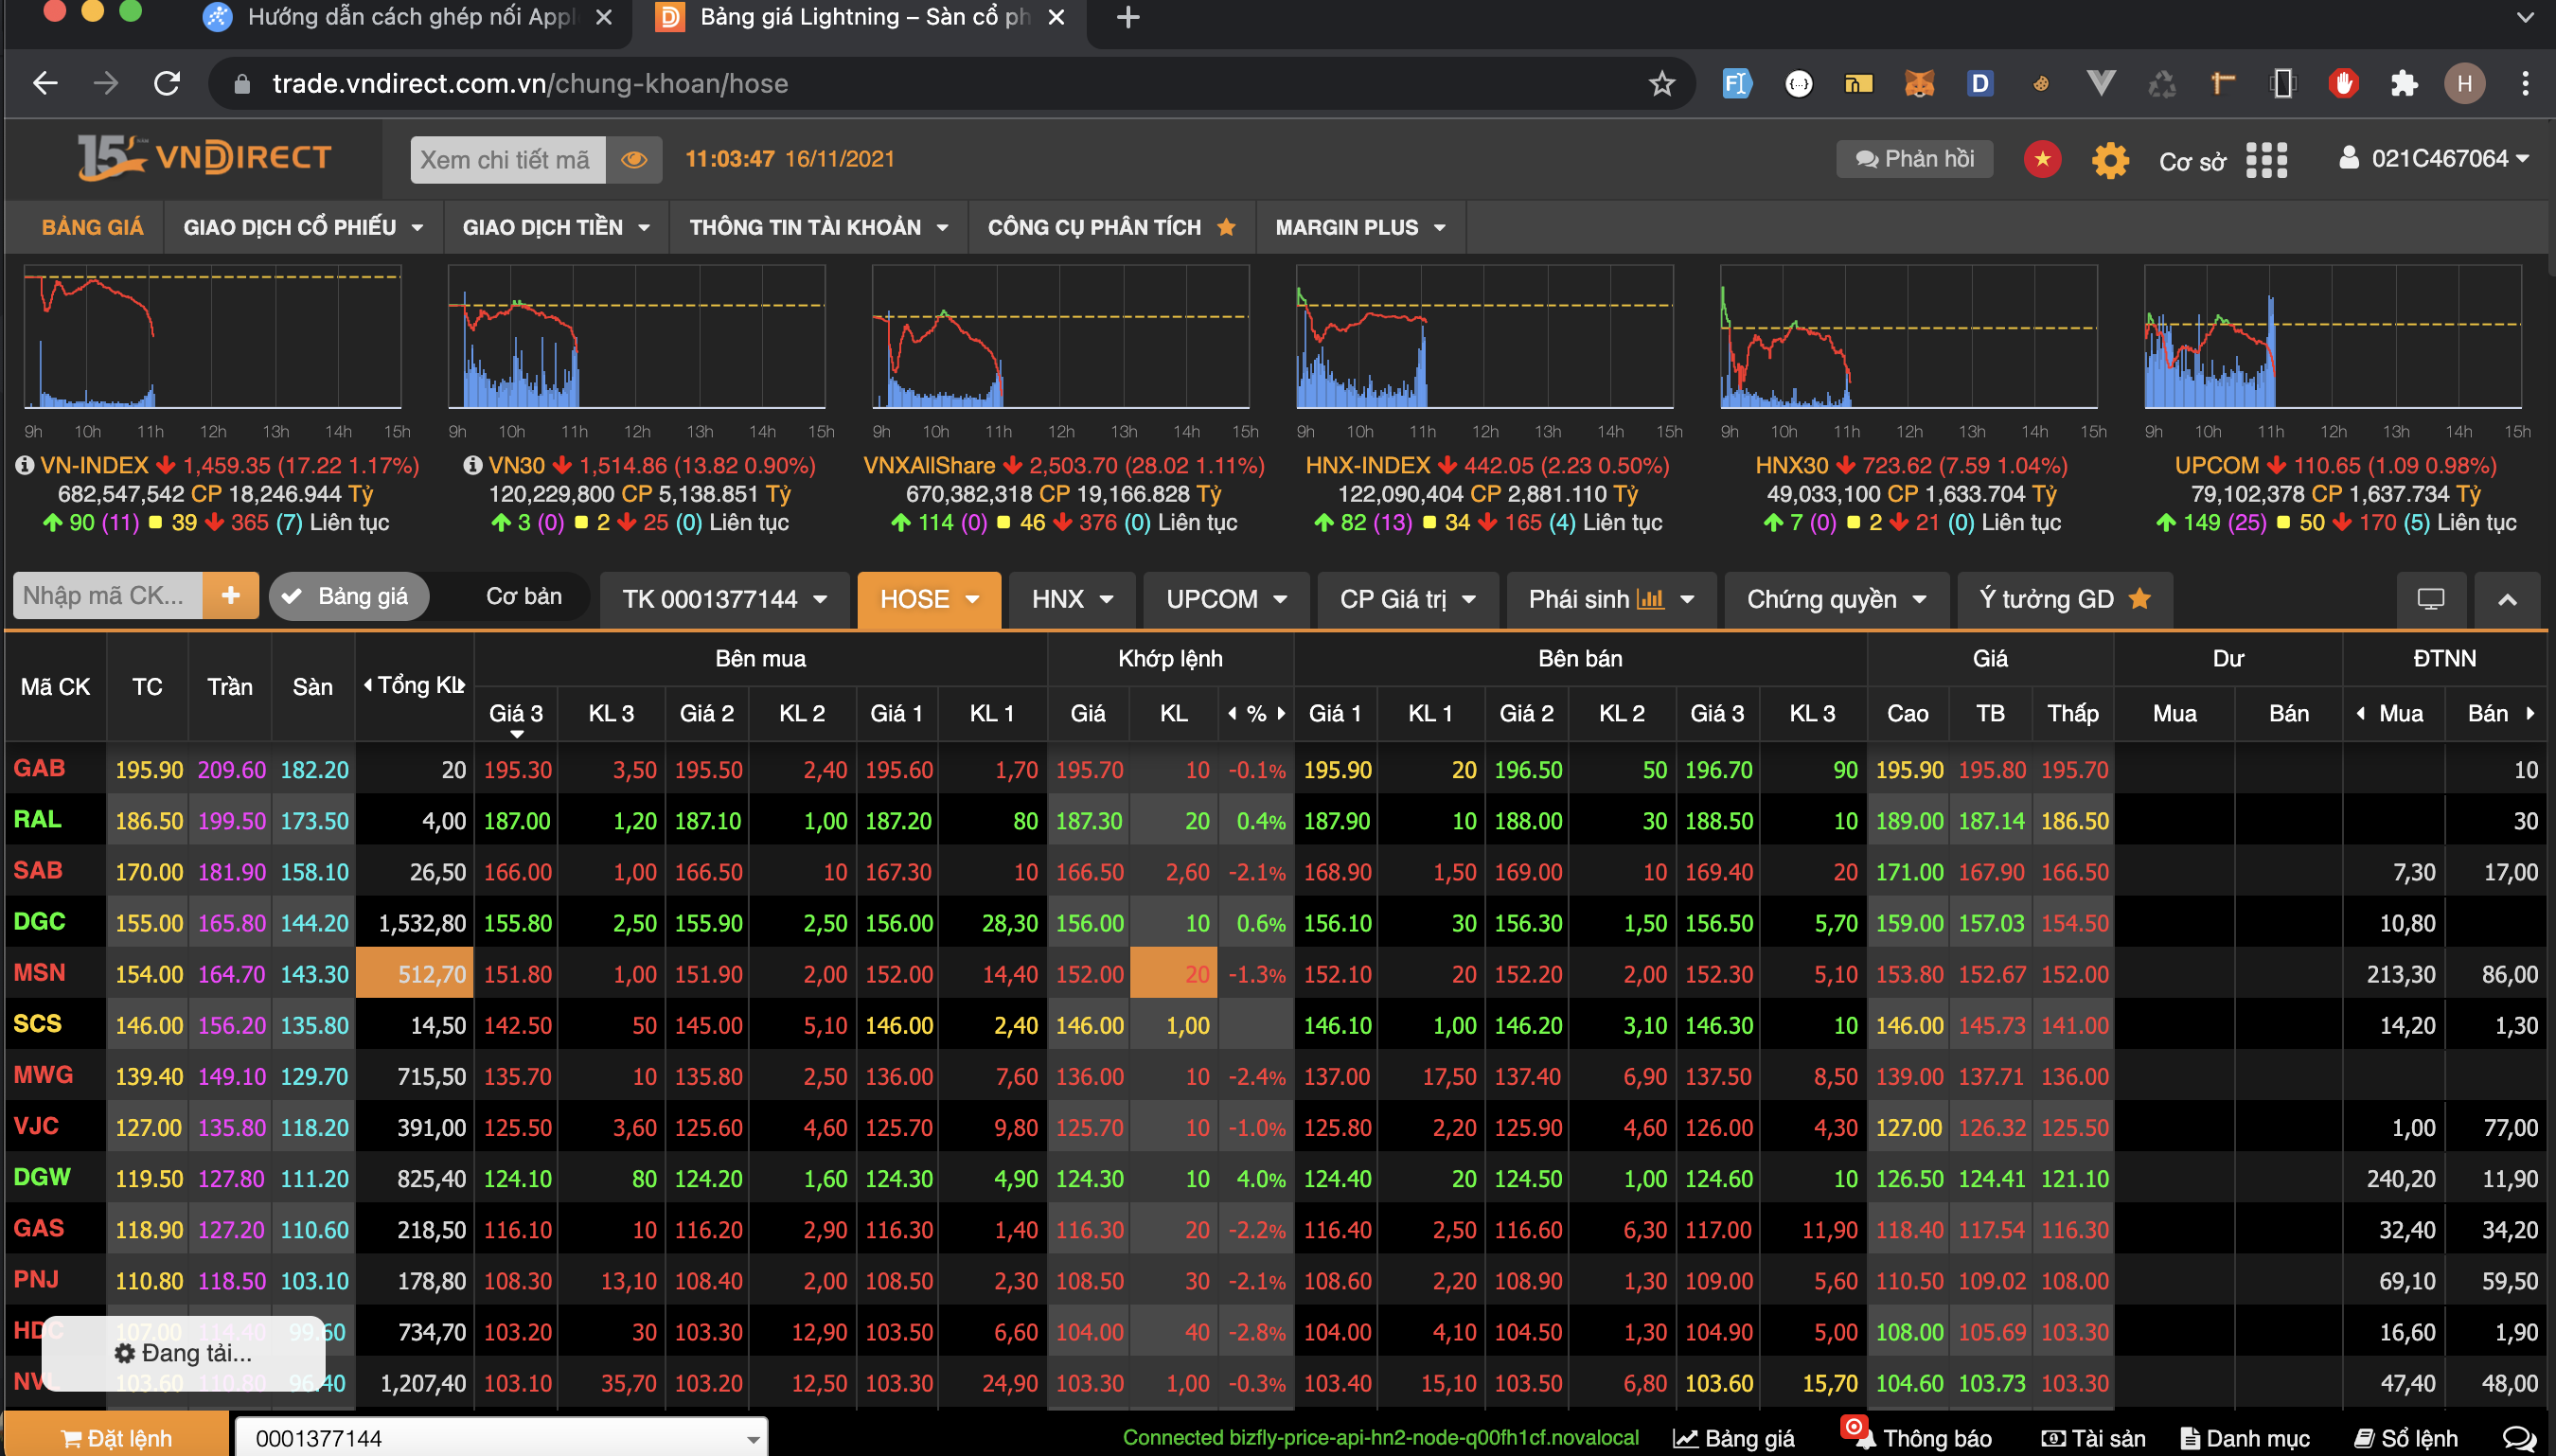 Hướng dẫn cách ghép nối Appl
Bảng giá Lightning – Sàn cổ ph
trade.vndirect.com.vn/chung-khoan/hose
H
15 VNDIRECT
Xem chi tiết mã
11:03:47 16/11/2021
Phản hồi
Cơ sở
021C467064
BẢNG GIÁ GIAO DỊCH CỔ PHIẾU GIAO DỊCH TIỀN THÔNG TIN TÀI KHOẢN CÔNG CỤ PHÂN TÍCH MARGIN PLUS
9h 10h 11h 12h 13h 14h 15h
VN-INDEX 1,459.35 (17.22 1.17%)
682,547,542 CP 18,246.944 Tỷ
90 (11) 39 365 (7) Liên tục
9h 10h 11h 12h 13h 14h 15h
VN30 1,514.86 (13.82 0.90%)
120,229,800 CP 5,138.851 Tỷ
3 (0) 2 25 (0) Liên tục
9h 10h 11h 12h 13h 14h 15h
VNXAllShare 2,503.70 (28.02 1.11%)
670,382,318 CP 19,166.828 Tỷ
114 (0) 46 376 (0) Liên tục
9h 10h 11h 12h 13h 14h 15h
HNX-INDEX 442.05 (2.23 0.50%)
122,090,404 CP 2,881.110 Tỷ
82 (13) 34 165 (4) Liên tục
9h 10h 11h 12h 13h 14h 15h
HNX30 723.62 (7.59 1.04%)
49,033,100 CP 1,633.704 Tỷ
7 (0) 2 21 (0) Liên tục
9h 10h 11h 12h 13h 14h 15h
UPCOM 110.65 (1.09 0.98%)
79,102,378 CP 1,637.734 Tỷ
149 (25) 50 170 (5) Liên tục
Nhập mã CK... + Bảng giá Cơ bản TK 0001377144 HOSE HNX UPCOM CP Giá trị Phái sinh Chứng quyền Ý tưởng GD
Mã CK TC Trần Sàn Tổng KL Bên mua Khớp lệnh Bên bán Giá Dư ĐTNN
Giá 3 KL 3 Giá 2 KL 2 Giá 1 KL 1 Giá KL % Giá 1 KL 1 Giá 2 KL 2 Giá 3 KL 3 Cao TB Thấp Mua Bán Mua Bán
GAB 195.90 209.60 182.20 20 195.30 3,50 195.50 2,40 195.60 1,70 195.70 10 -0.1% 195.90 20 196.50 50 196.70 90 195.90 195.80 195.70 10
RAL 186.50 199.50 173.50 4,00 187.00 1,20 187.10 1,00 187.20 80 187.30 20 0.4% 187.90 10 188.00 30 188.50 10 189.00 187.14 186.50 30
SAB 170.00 181.90 158.10 26,50 166.00 1,00 166.50 10 167.30 10 166.50 2,60 -2.1% 168.90 1,50 169.00 10 169.40 20 171.00 167.90 166.50 7,30 17,00
DGC 155.00 165.80 144.20 1,532,80 155.80 2,50 155.90 2,50 156.00 28,30 156.00 10 0.6% 156.10 30 156.30 1,50 156.50 5,70 159.00 157.03 154.50 10,80
MSN 154.00 164.70 143.30 512,70 151.80 1,00 151.90 2,00 152.00 14,40 152.00 20 -1.3% 152.10 20 152.20 2,00 152.30 5,10 153.80 152.67 152.00 213,30 86,00
SCS 146.00 156.20 135.80 14,50 142.50 50 145.00 5,10 146.00 2,40 146.00 1,00 146.10 1,00 146.20 3,10 146.30 10 146.00 145.73 141.00 14,20 1,30
MWG 139.40 149.10 129.70 715,50 135.70 10 135.80 2,50 136.00 7,60 136.00 10 -2.4% 137.00 17,50 137.40 6,90 137.50 8,50 139.00 137.71 136.00
VJC 127.00 135.80 118.20 391,00 125.50 3,60 125.60 4,60 125.70 9,80 125.70 10 -1.0% 125.80 2,20 125.90 4,60 126.00 4,30 127.00 126.32 125.50 1,00 77,00
DGW 119.50 127.80 111.20 825,40 124.10 80 124.20 1,60 124.30 4,90 124.30 10 4.0% 124.40 20 124.50 1,00 124.60 10 126.50 124.41 121.10 240,20 11,90
GAS 118.90 127.20 110.60 218,50 116.10 10 116.20 2,90 116.30 1,40 116.30 20 -2.2% 116.40 2,50 116.60 6,30 117.00 11,90 118.40 117.54 116.30 32,40 34,20
PNJ 110.80 118.50 103.10 178,80 108.30 13,10 108.40 2,00 108.50 2,30 108.50 30 -2.1% 108.60 2,20 108.90 1,30 109.00 5,60 110.50 109.02 108.00 69,10 59,50
HDC 107.00 114.40 99.60 734,70 103.20 30 103.30 12,90 103.50 6,60 104.00 40 -2.8% 104.00 4,10 104.50 1,30 104.90 5,00 108.00 105.69 103.30 16,60 1,90
NVL 103.60 110.80 96.40 1,207,40 103.10 35,70 103.20 12,50 103.30 24,90 103.30 1,00 -0.3% 103.40 15,10 103.50 6,80 103.60 15,70 104.60 103.73 103.30 47,40 48,00
Đang tải...
Đặt lệnh 0001377144 Connected bizfly-price-api-hn2-node-q00fh1cf.novalocal Bảng giá Thông báo Tài sản Danh mục Sổ lệnh